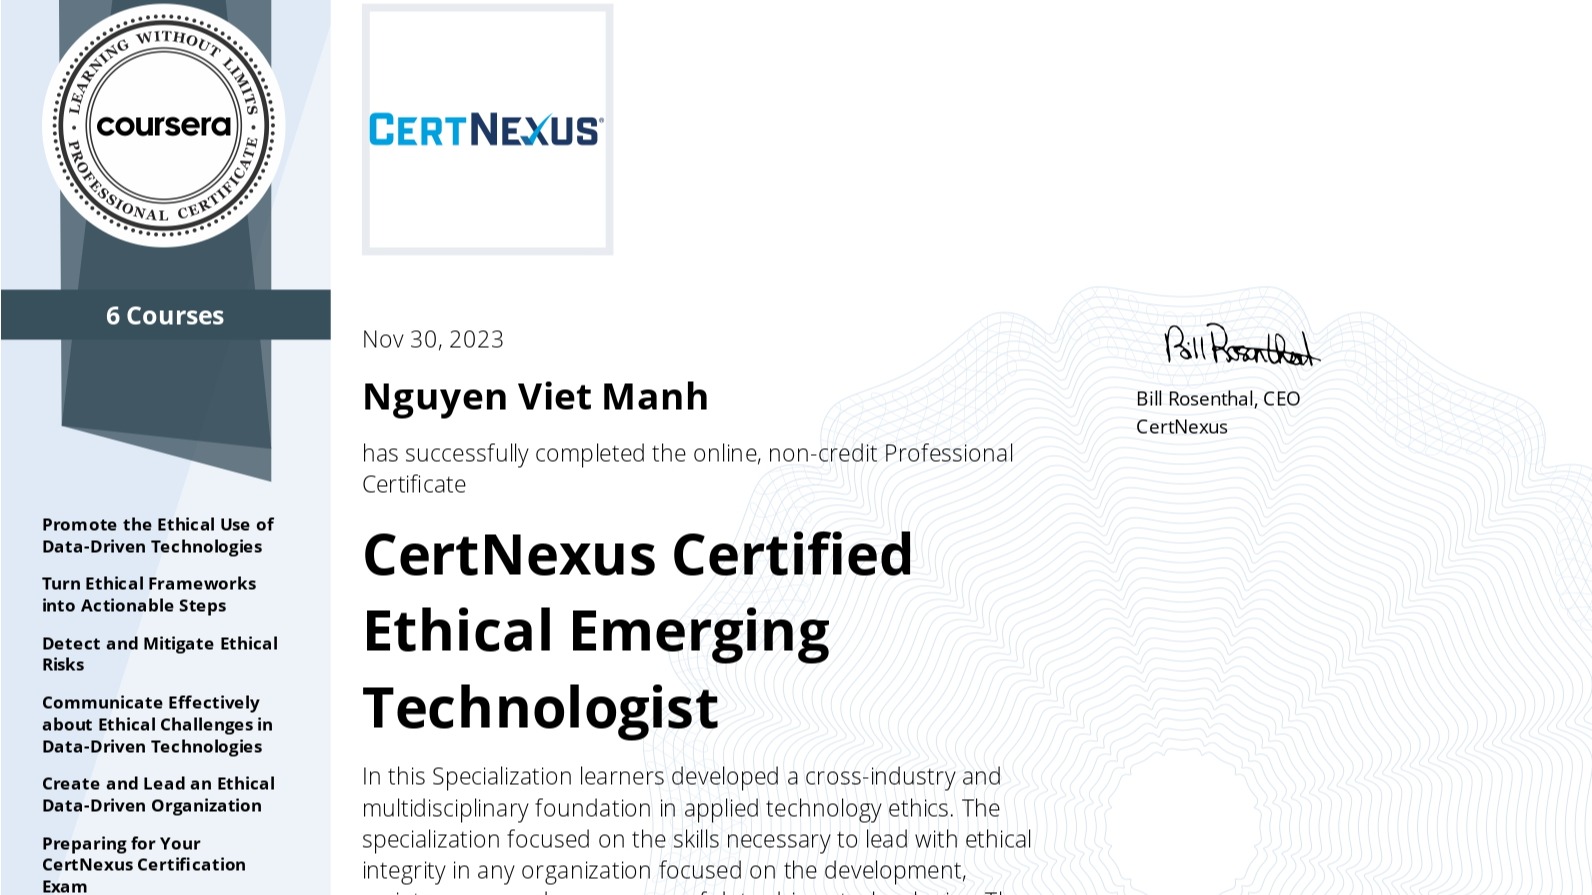 LEARNING WITHOUT LIMITS
coursera
PROFESSIONAL CERTIFICATE
6 Courses
Promote the Ethical Use of
Data-Driven Technologies
Turn Ethical Frameworks
into Actionable Steps
Detect and Mitigate Ethical
Risks
Communicate Effectively
about Ethical Challenges in
Data-Driven Technologies
Create and Lead an Ethical
Data-Driven Organization
Preparing for Your
CertNexus Certification
Exam
CERTNEXUS®
Nov 30, 2023
Nguyen Viet Manh
has successfully completed the online, non-credit Professional
Certificate
CertNexus Certified
Ethical Emerging
Technologist
In this Specialization learners developed a cross-industry and
multidisciplinary foundation in applied technology ethics. The
specialization focused on the skills necessary to lead with ethical
integrity in any organization focused on the development,
Bill Rosenthal
Bill Rosenthal, CEO
CertNexus